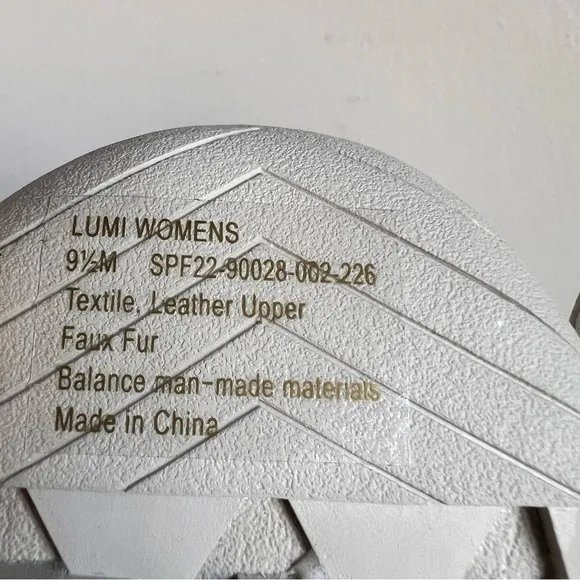 LUMI WOMENS
9½M SPF22-90028-002-226
Textile, Leather Upper
Faux Fur
Balance man-made materials
Made in China